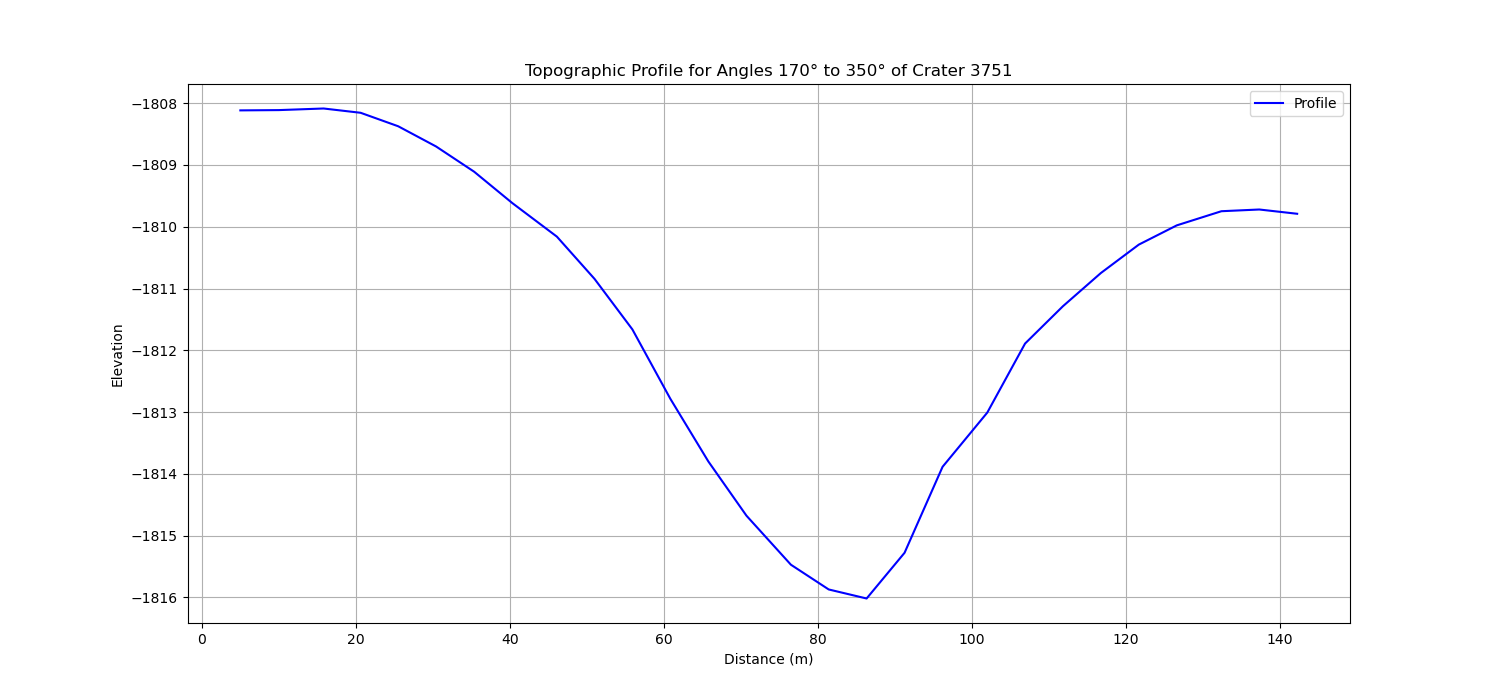 Topographic Profile for Angles 170° to 350° of Crater 3751
Profile
−1808
−1809
−1810
−1811
−1812
−1813
−1814
−1815
−1816
Elevation
0 20 40 60 80 100 120 140
Distance (m)